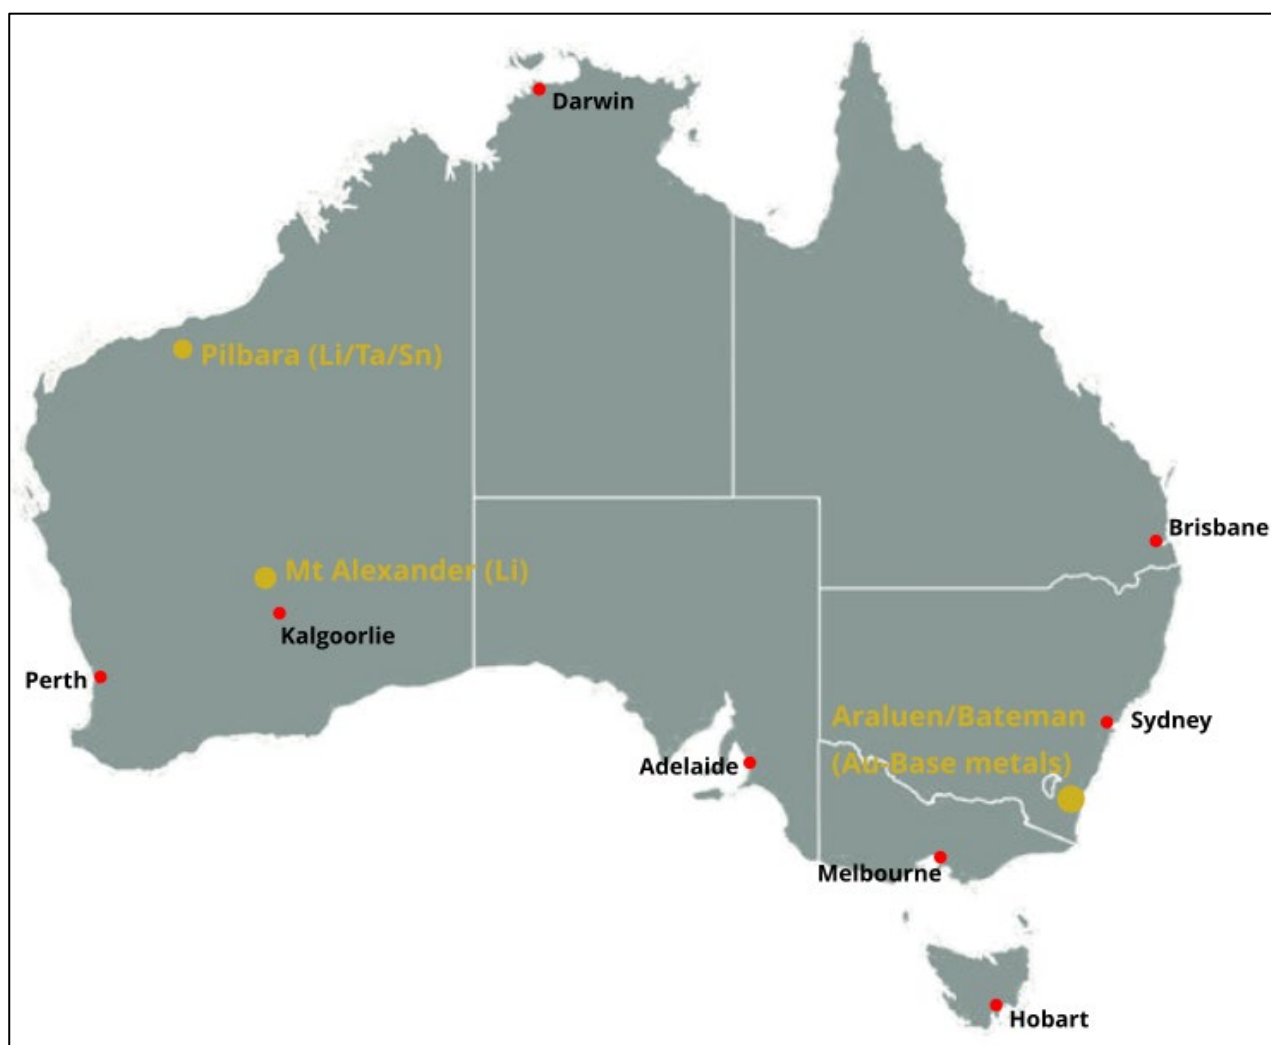 Darwin
Pilbara (Li/Ta/Sn)
Brisbane
Mt Alexander (Li)
Kalgoorlie
Perth
Araluen/Bateman
(Au-Base metals)
Sydney
Adelaide
Melbourne
Hobart